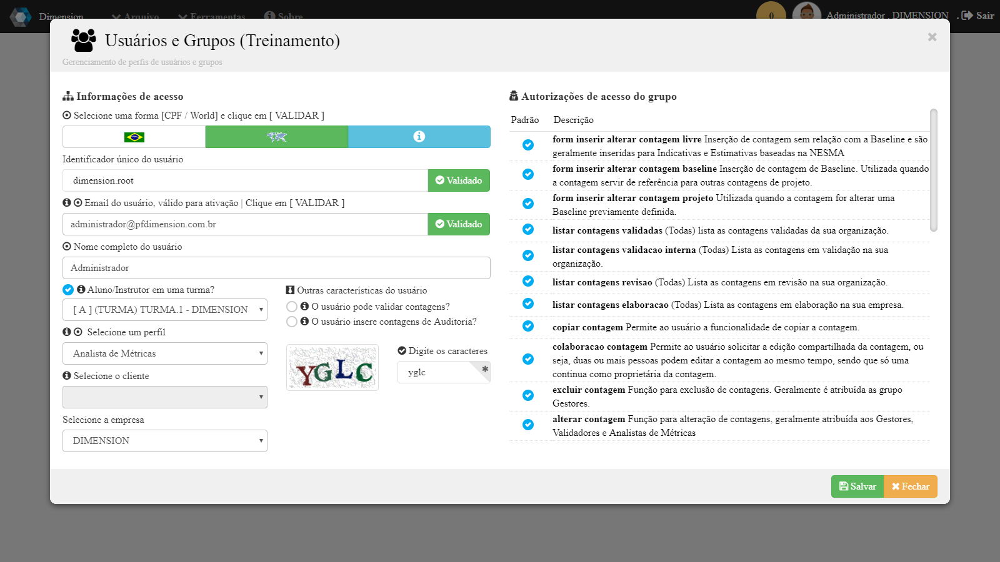 Dimension
Arquivo
Ferramentas
Sobre
0
Administrador . DIMENSION .
Sair
Usuários e Grupos (Treinamento)
Gerenciamento de perfis de usuários e grupos
Informações de acesso
Selecione uma forma [CPF / World] e clique em [ VALIDAR ]
Identificador único do usuário
dimension.root
Validado
Email do usuário, válido para ativação | Clique em [ VALIDAR ]
administrador@pfdimension.com.br
Validado
Nome completo do usuário
Administrador
Aluno/Instrutor em uma turma?
[ A ] (TURMA) TURMA.1 - DIMENSION
Selecione um perfil
Analista de Métricas
Selecione o cliente
Selecione a empresa
DIMENSION
Outras características do usuário
O usuário pode validar contagens?
O usuário insere contagens de Auditoria?
YGLC
Digite os caracteres
yglc
Autorizações de acesso do grupo
Padrão Descrição
form inserir alterar contagem livre Inserção de contagem sem relação com a Baseline e são
geralmente inseridas para Indicativas e Estimativas baseadas na NESMA
form inserir alterar contagem baseline Inserção de contagem de Baseline. Utilizada quando
a contagem servir de referência para outras contagens de projeto.
form inserir alterar contagem projeto Utilizada quando a contagem for alterar uma
Baseline previamente definida.
listar contagens validadas (Todas) lista as contagens validadas da sua organização.
listar contagens validacao interna (Todas) Lista as contagens em validação na sua
organização.
listar contagens revisao (Todas) Lista as contagens em revisão na sua organização.
listar contagens elaboracao (Todas) Lista as contagens em elaboração na sua empresa.
copiar contagem Permite ao usuário a funcionalidade de copiar a contagem.
colaboracao contagem Permite ao usuário solicitar a edição compartilhada da contagem, ou
seja, duas ou mais pessoas podem editar a contagem ao mesmo tempo, sendo que só uma
continua como proprietária da contagem.
excluir contagem Função para exclusão de contagens. Geralmente é atribuída as grupo
Gestores.
alterar contagem Função para alteração de contagens, geralmente atribuída aos Gestores,
Validadores e Analistas de Métricas
Salvar
Fechar